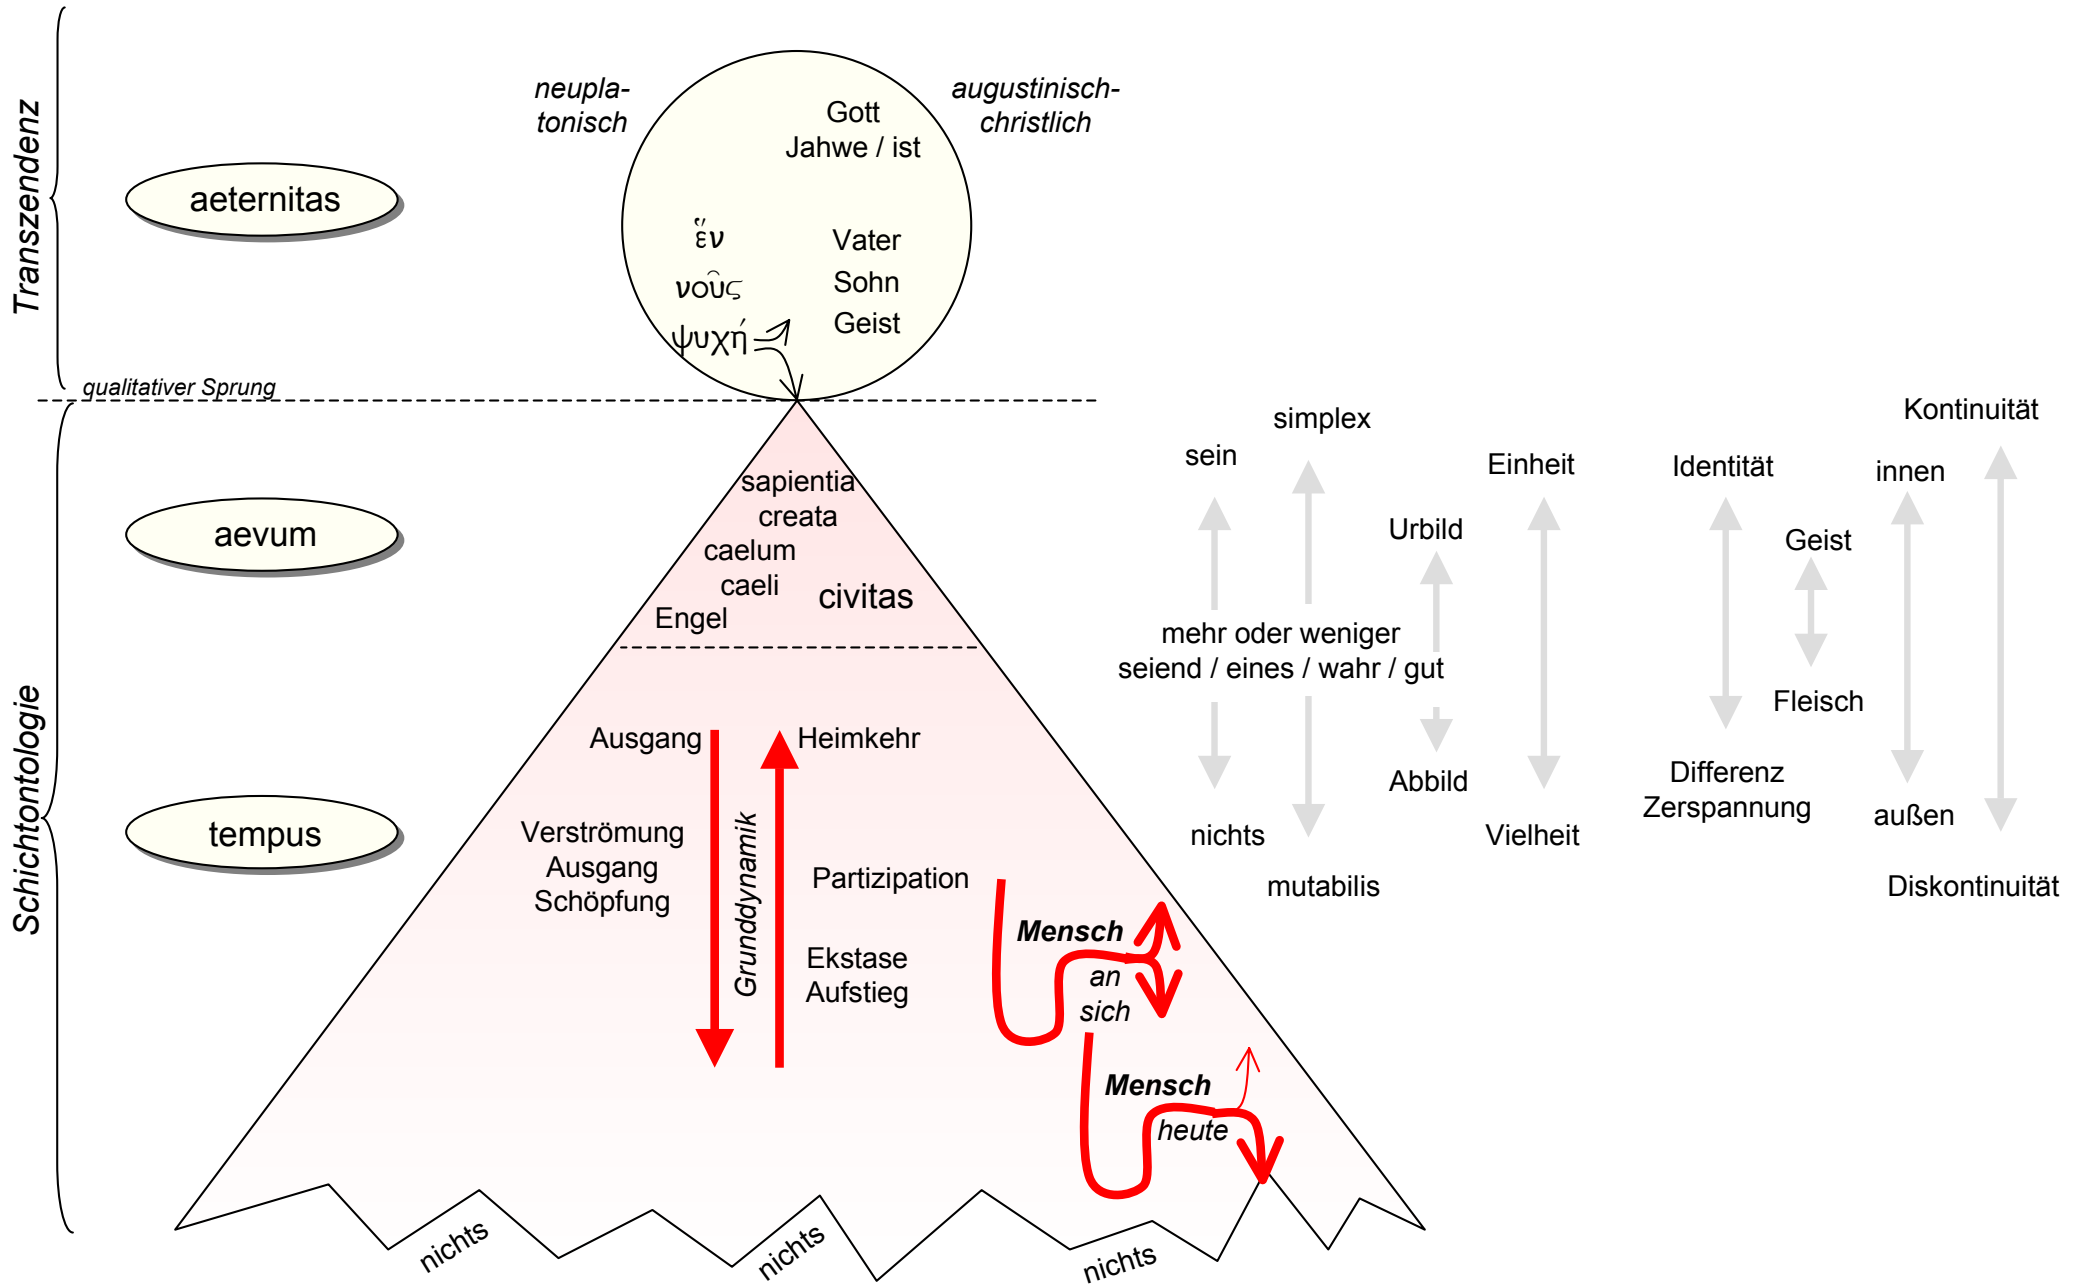 Transzendenz
neupla-
tonisch
augustinisch-
christlich
Gott
Jahwe / ist
aeternitas
ἕν
νοῦς
ψυχή
Vater
Sohn
Geist
qualitativer Sprung
Schichtontologie
aevum
sapientia
creata
caelum
caeli
Engel
civitas
tempus
Ausgang
Heimkehr
Verströmung
Ausgang
Schöpfung
Grunddynamik
Partizipation
Ekstase
Aufstieg
Mensch
an
sich
Mensch
heute
nichts
nichts
nichts
sein
simplex
mehr oder weniger
seiend / eines / wahr / gut
nichts
mutabilis
Urbild
Abbild
Einheit
Vielheit
Identität
Differenz
Zerspannung
Geist
Fleisch
innen
außen
Kontinuität
Diskontinuität